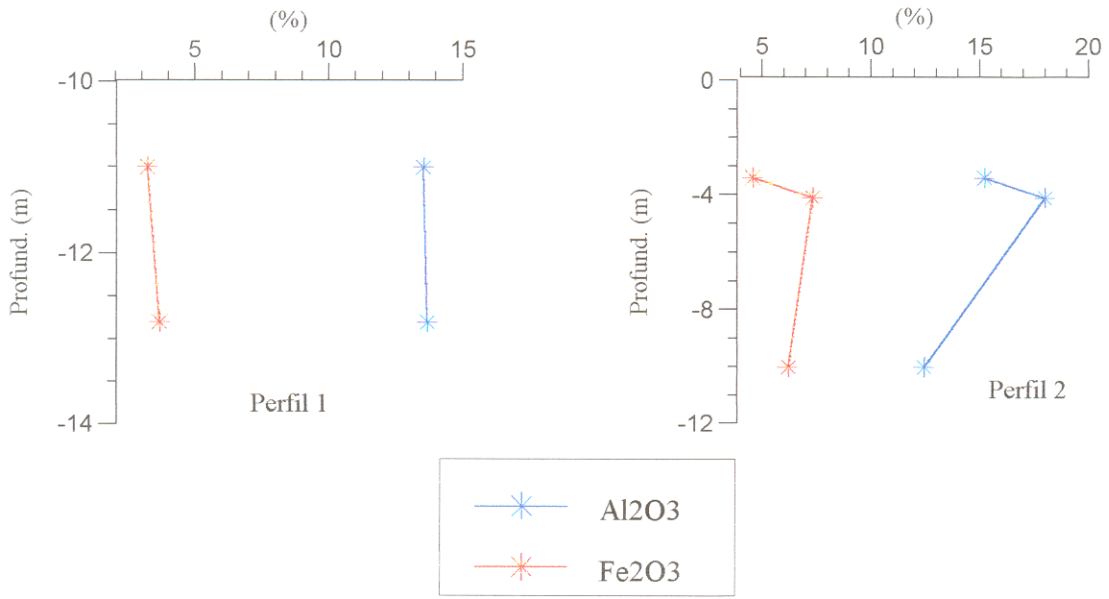 (%)
5 10 15
-10
-12
-14
Profund. (m)
Perfil 1
(%)
5 10 15 20
0
-4
-8
-12
Profund. (m)
Perfil 2
Al2O3
Fe2O3